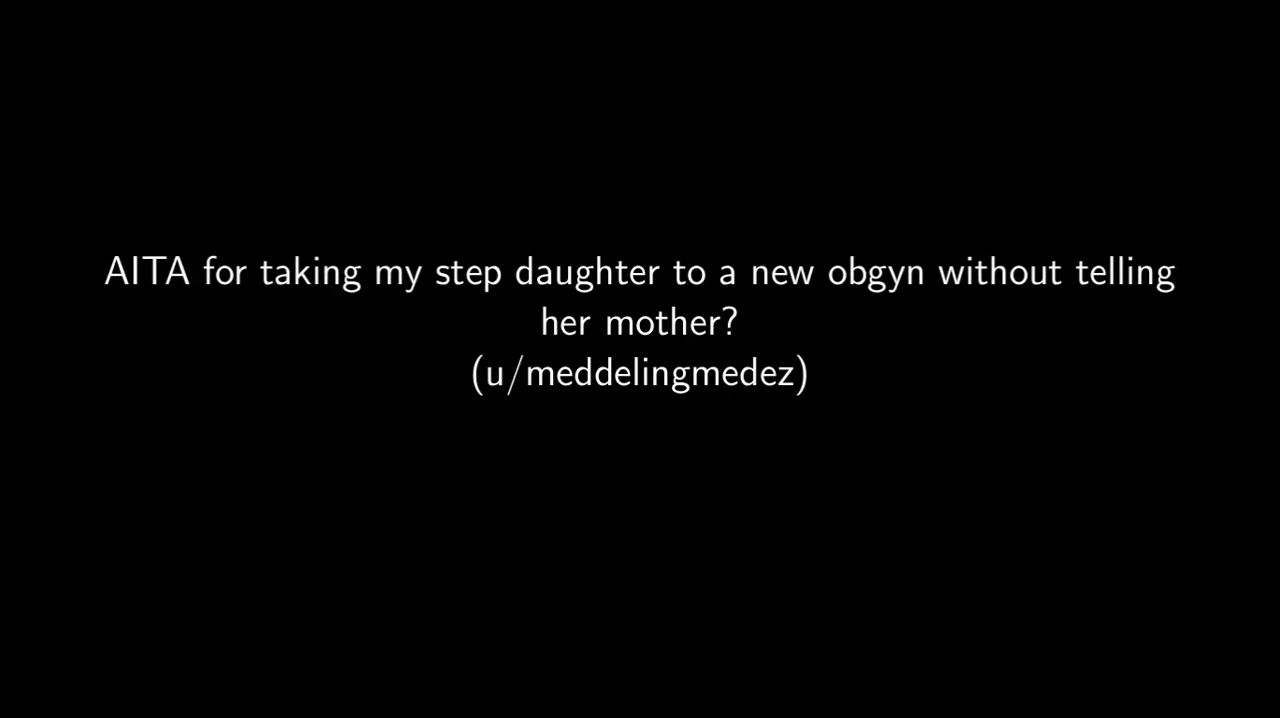 AITA for taking my step daughter to a new obgyn without telling
her mother?
(u/meddelingmedez)